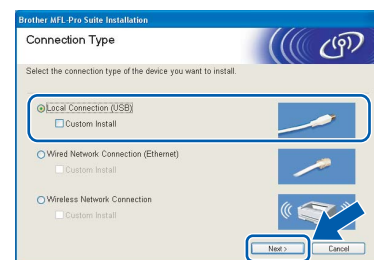 Brother MFL-Pro Suite Installation
Connection Type
Select the connection type of the device you want to install.
Local Connection (USB)
Custom Install
Wired Network Connection (Ethernet)
Custom Install
Wireless Network Connection
Custom Install
Next >
Cancel